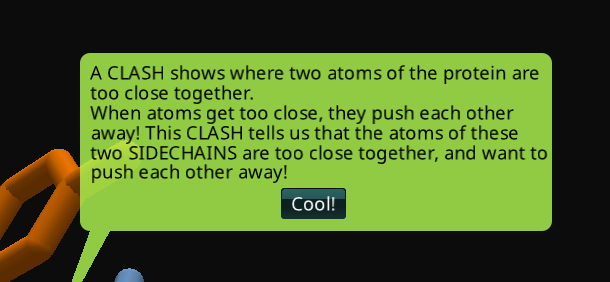 A CLASH shows where two atoms of the protein are
too close together.
When atoms get too close, they push each other
away! This CLASH tells us that the atoms of these
two SIDECHAINS are too close together, and want to
push each other away!
Cool!